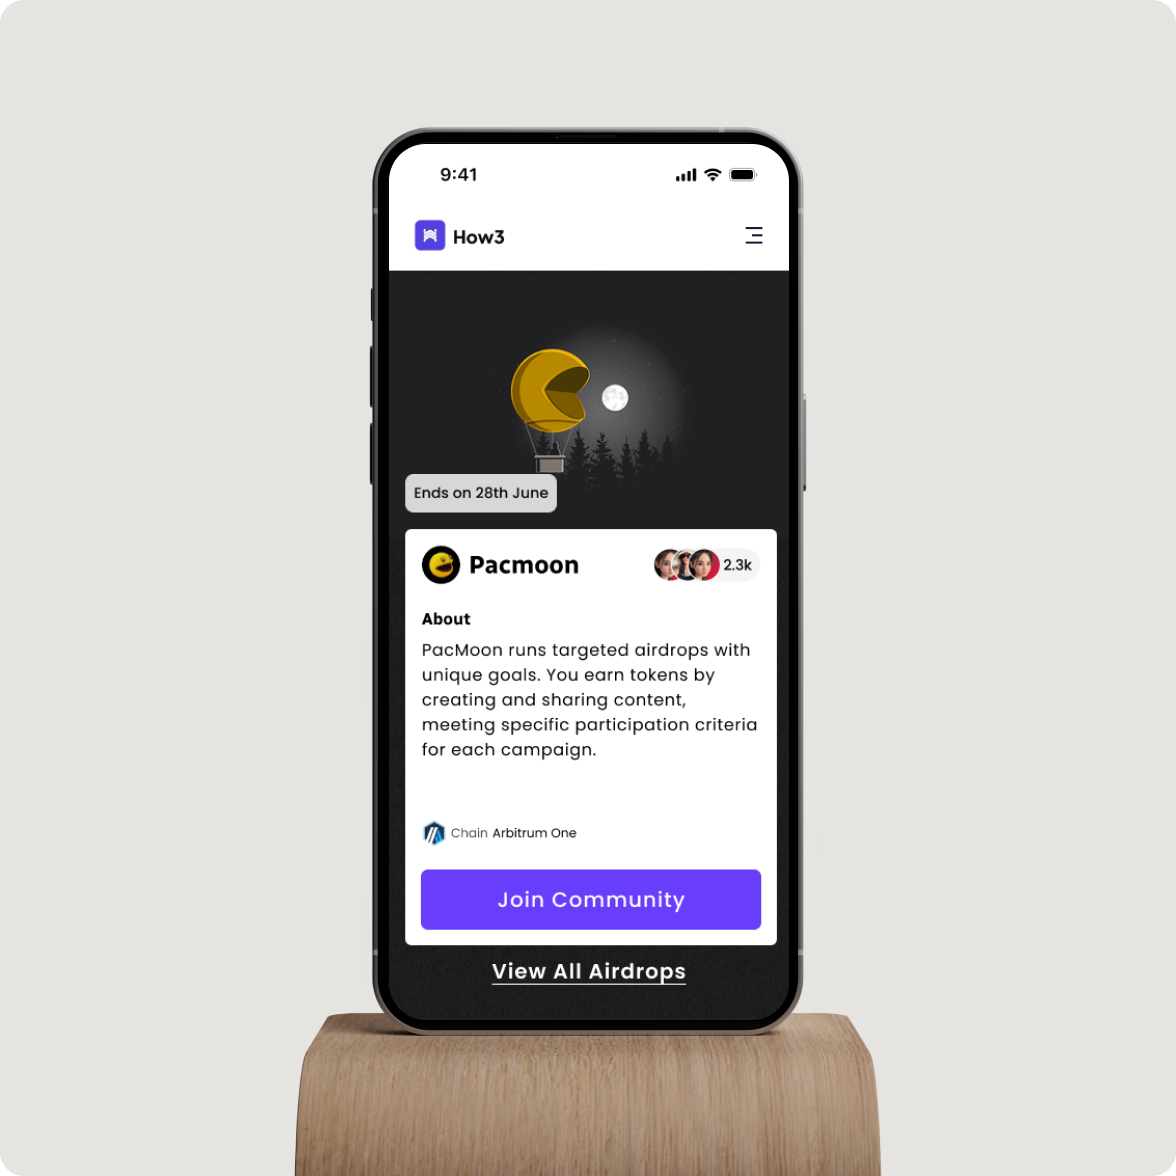 9:41
How3
Ends on 28th June
Pacmoon
2.3k
About
PacMoon runs targeted airdrops with
unique goals. You earn tokens by
creating and sharing content,
meeting specific participation criteria
for each campaign.
Chain Arbitrum One
Join Community
View All Airdrops